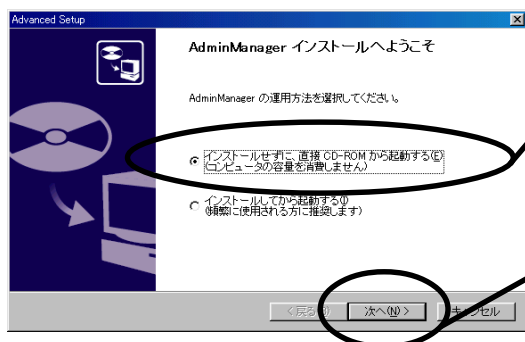 Advanced Setup
AdminManager インストールへようこそ
AdminManager の運用方法を選択してください。
インストールせずに、直接 CD-ROM から起動する(E)
(コンピュータの容量を消費しません)
インストールしてから起動する(I)
(頻繁に使用される方に推奨します)
< 戻る(B)
次へ(N) >
キャンセル